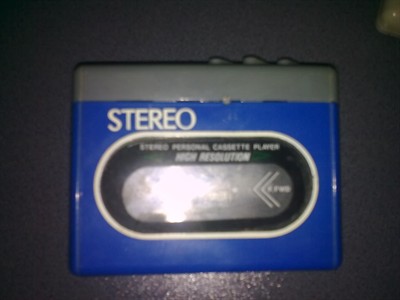 STEREO
STEREO PERSONAL CASSETTE PLAYER
HIGH RESOLUTION
F.FWD